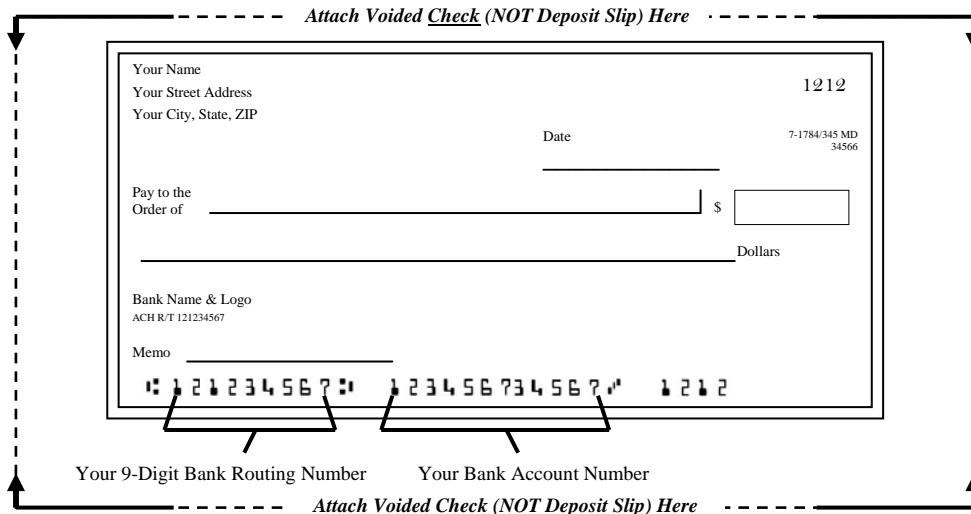 Attach Voided Check (NOT Deposit Slip) Here
Your Name
Your Street Address
Your City, State, ZIP
1212
Date
7-1784/345 MD
34566
Pay to the
Order of
$
Dollars
Bank Name & Logo
ACH R/T 121234567
Memo
⑆121234567⑆ 123456734567⑈ 1212
Your 9-Digit Bank Routing Number Your Bank Account Number
Attach Voided Check (NOT Deposit Slip) Here